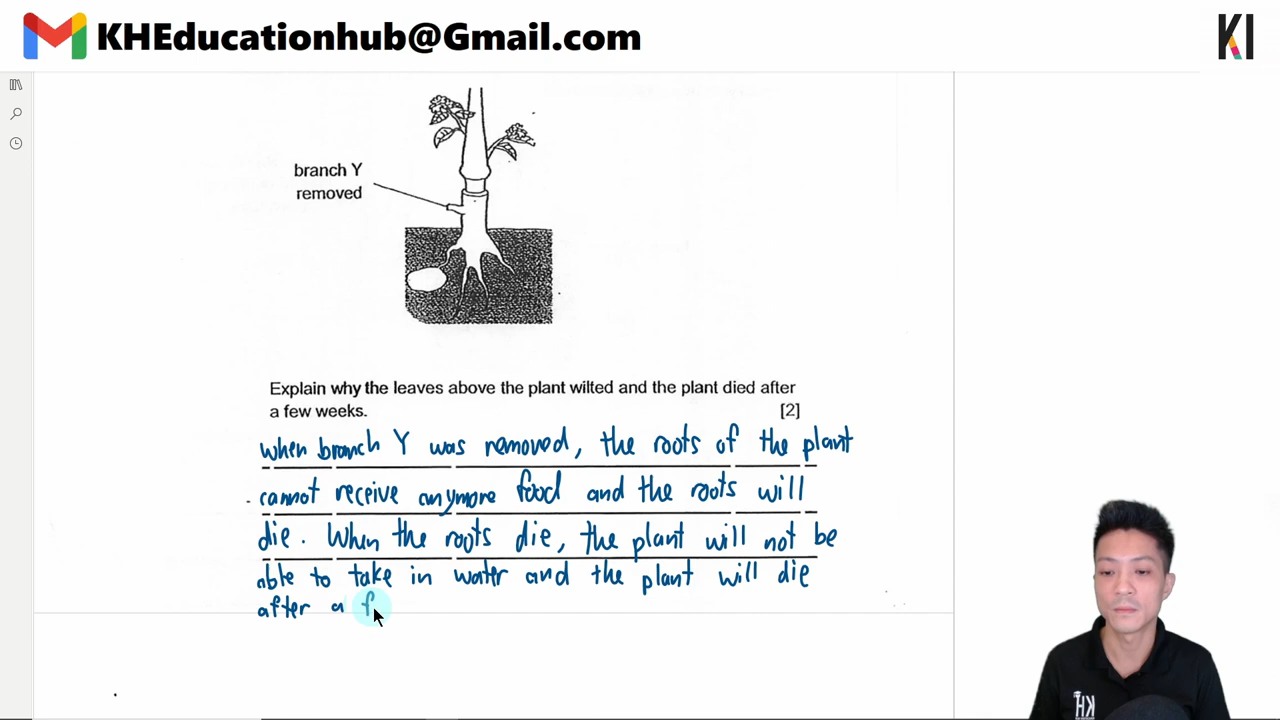 KHEducationhub@Gmail.com
KI
branch Y
removed
Explain why the leaves above the plant wilted and the plant died after
a few weeks.
[2]
when branch Y was removed, the roots of the plant
cannot receive anymore food and the roots will
die. When the roots die, the plant will not be
able to take in water and the plant will die
after a f
KH